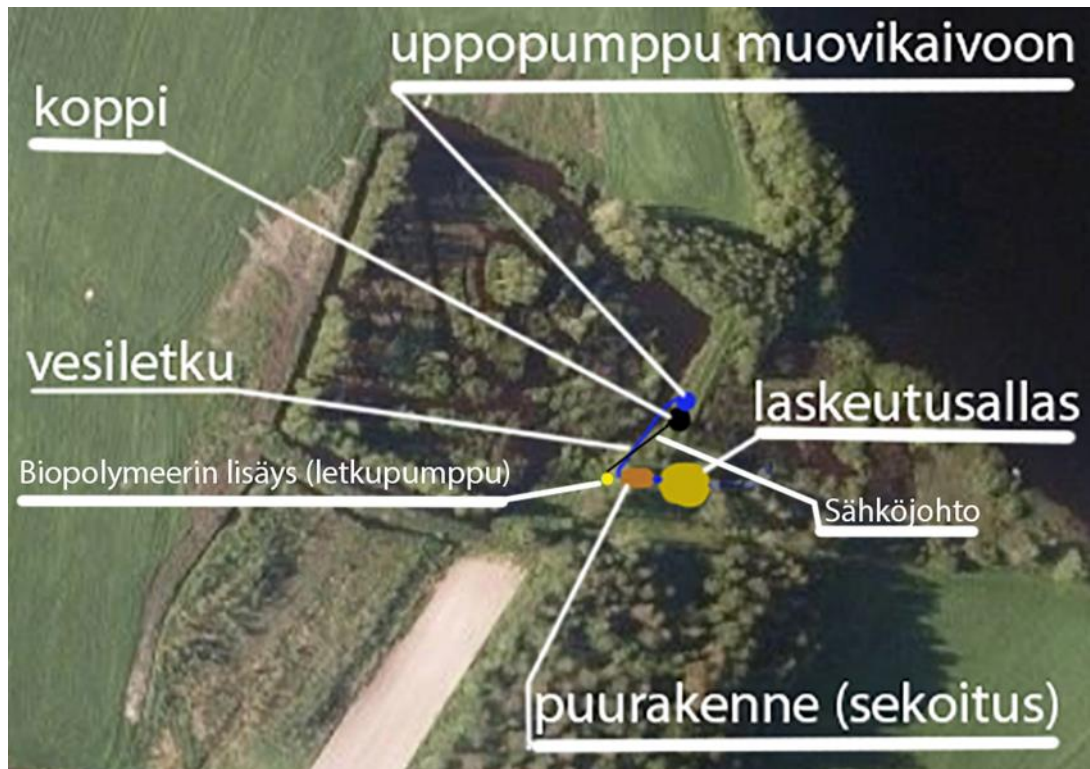 uppopumppu muovikaivoon
koppi
vesiletku
laskeutusallas
Biopolymeerin lisäys (letkupumppu)
Sähköjohto
puurakenne (sekoitus)